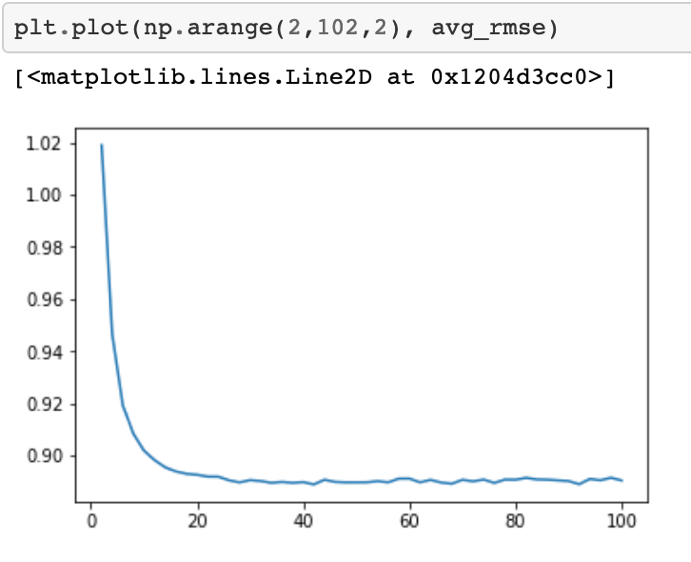 plt.plot(np.arange(2,102,2), avg_rmse)
[<matplotlib.lines.Line2D at 0x1204d3cc0>]
1.02
1.00
0.98
0.96
0.94
0.92
0.90
0 20 40 60 80 100